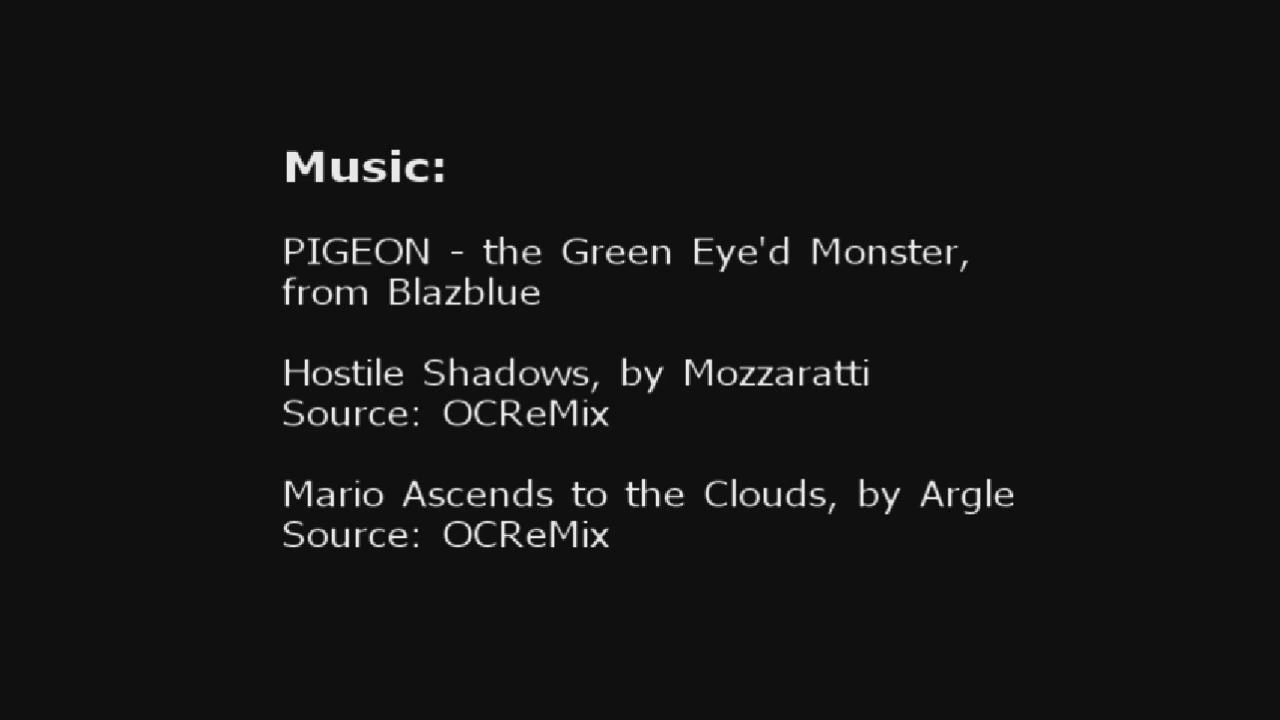 Music:
PIGEON - the Green Eye'd Monster,
from Blazblue
Hostile Shadows, by Mozzaratti
Source: OCReMix
Mario Ascends to the Clouds, by Argle
Source: OCReMix